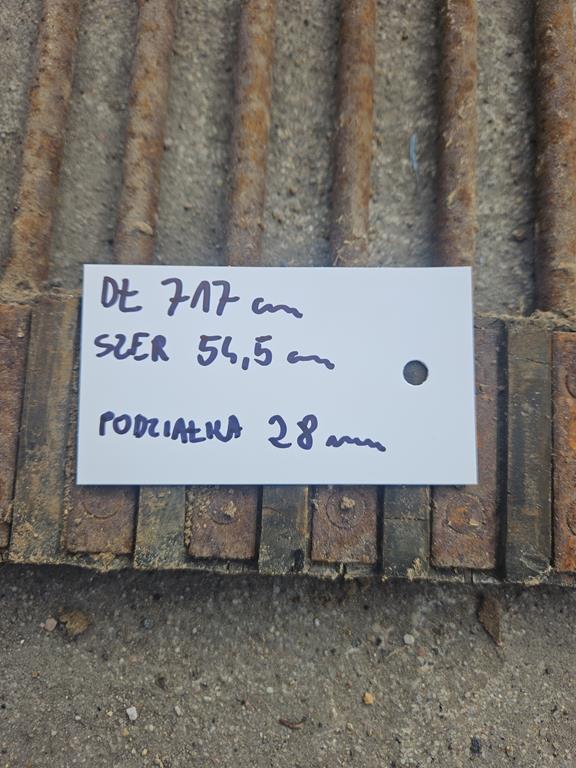 DŁ 717 cm
SZER 54,5 cm
PODZIAŁKA 28 mm